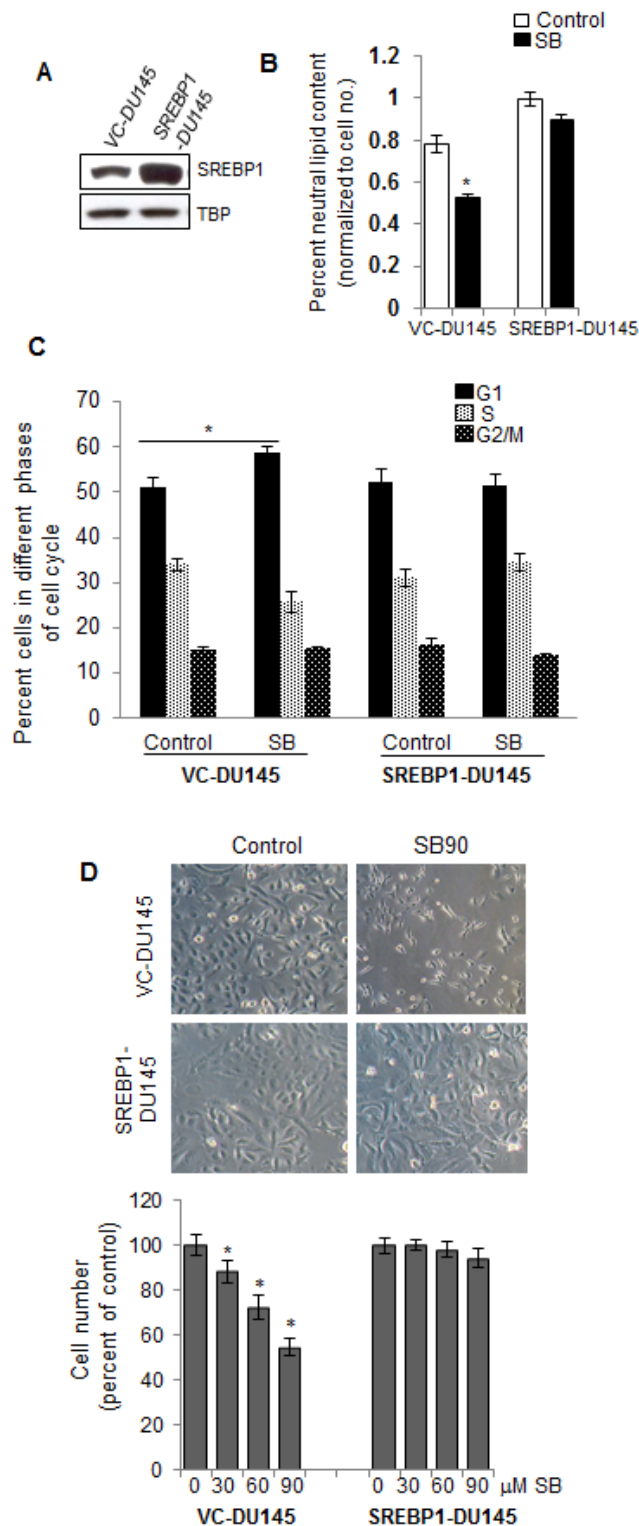 A
VC-DU145
SREBP1
-DU145
SREBP1
TBP
B
Control
SB
Percent neutral lipid content
(normalized to cell no.)
1.2
1
0.8
0.6
0.4
0.2
0
*
VC-DU145
SREBP1-DU145
C
G1
S
G2/M
Percent cells in different phases
of cell cycle
70
60
50
40
30
20
10
0
*
Control
SB
Control
SB
VC-DU145
SREBP1-DU145
D
Control
SB90
VC-DU145
SREBP1-
DU145
Cell number
(percent of control)
120
100
80
60
40
20
0
* * *
0 30 60 90 0 30 60 90 μM SB
VC-DU145
SREBP1-DU145